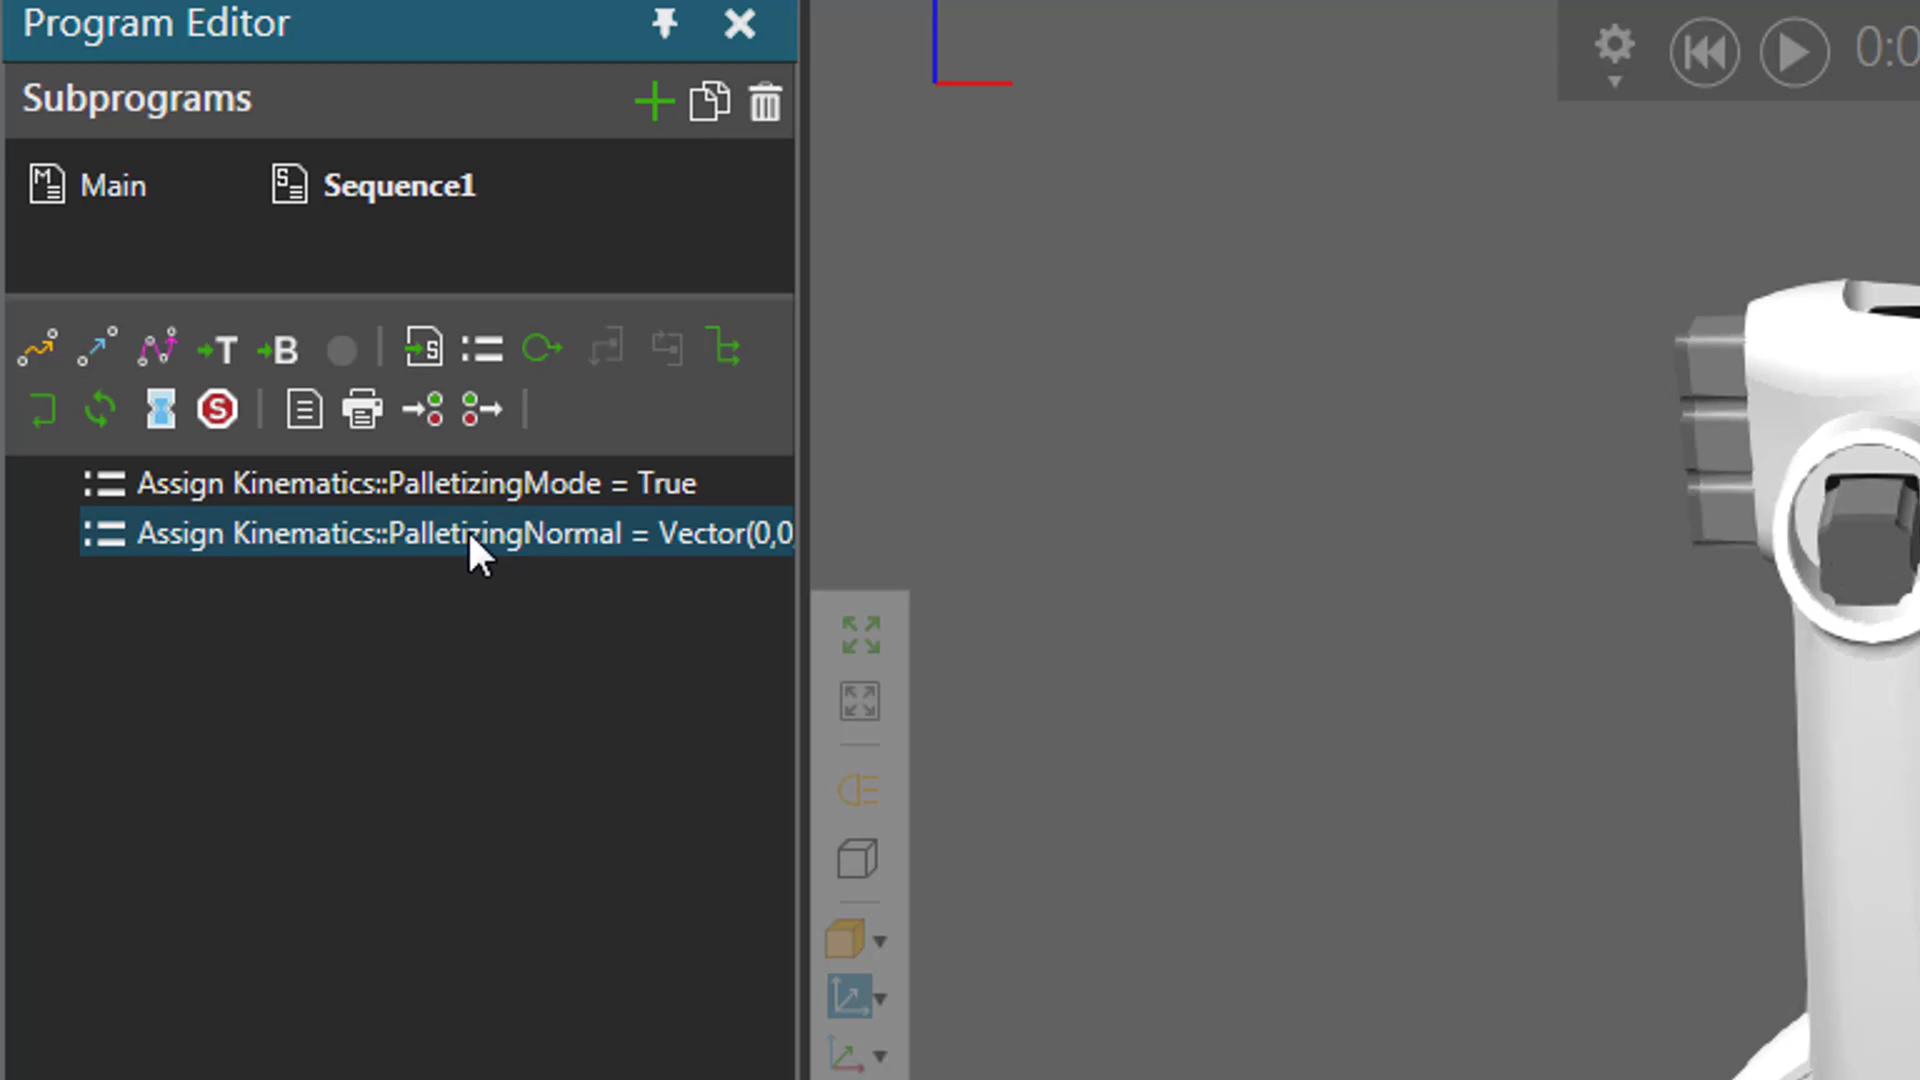 Program Editor
Subprograms
Main
Sequence1
T
B
S
S
Assign Kinematics::PalletizingMode = True
Assign Kinematics::PalletizingNormal = Vector(0,0,
0:0